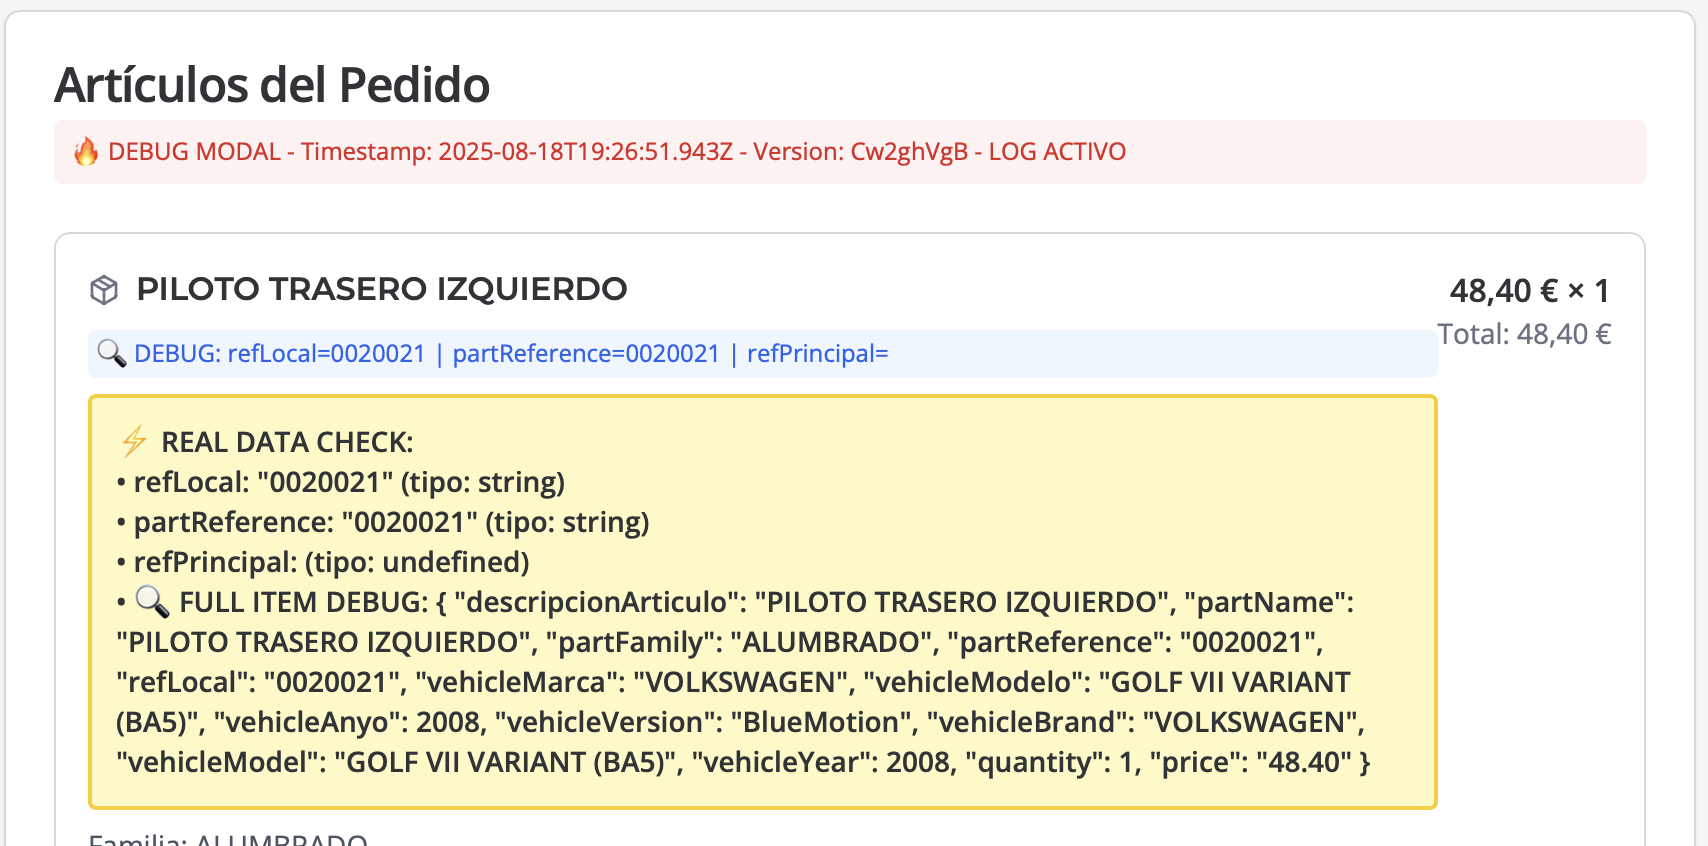 Artículos del Pedido
🔥 DEBUG MODAL - Timestamp: 2025-08-18T19:26:51.943Z - Version: Cw2ghVgB - LOG ACTIVO
PILOTO TRASERO IZQUIERDO
48,40 € × 1
Total: 48,40 €
🔍 DEBUG: refLocal=0020021 | partReference=0020021 | refPrincipal=
⚡ REAL DATA CHECK:
• refLocal: "0020021" (tipo: string)
• partReference: "0020021" (tipo: string)
• refPrincipal: (tipo: undefined)
• 🔍 FULL ITEM DEBUG: { "descripcionArticulo": "PILOTO TRASERO IZQUIERDO", "partName":
"PILOTO TRASERO IZQUIERDO", "partFamily": "ALUMBRADO", "partReference": "0020021",
"refLocal": "0020021", "vehicleMarca": "VOLKSWAGEN", "vehicleModelo": "GOLF VII VARIANT
(BA5)", "vehicleAnyo": 2008, "vehicleVersion": "BlueMotion", "vehicleBrand": "VOLKSWAGEN",
"vehicleModel": "GOLF VII VARIANT (BA5)", "vehicleYear": 2008, "quantity": 1, "price": "48.40" }
Familia: ALUMBRADO